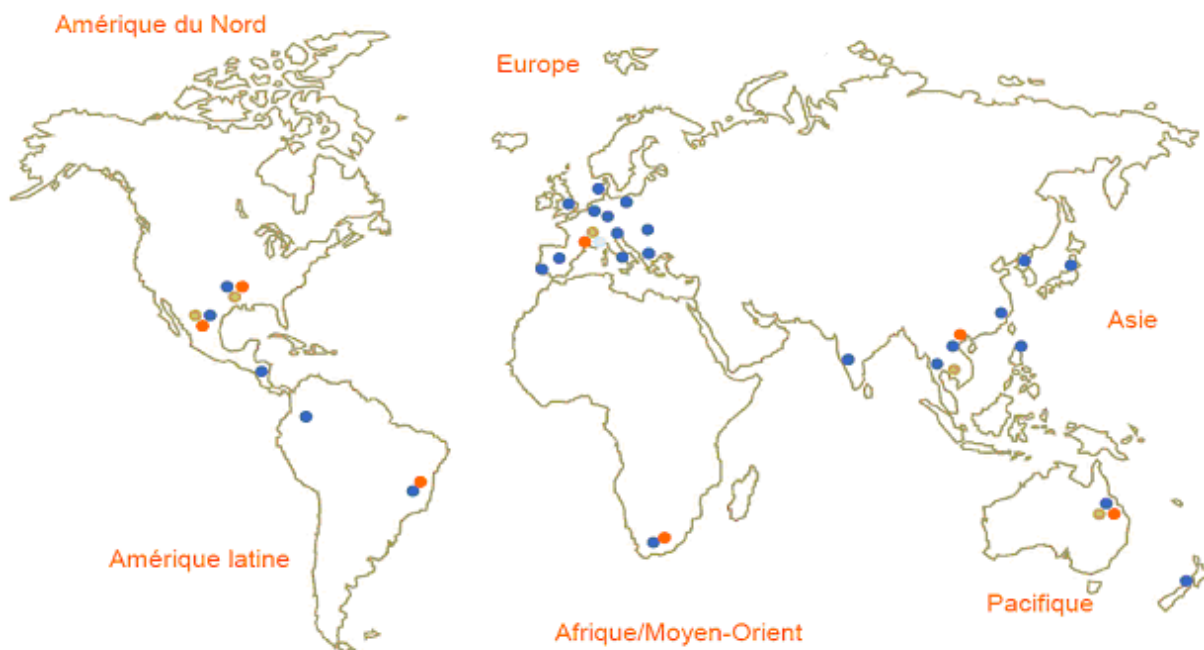 Amérique du Nord
Europe
Asie
Amérique latine
Pacifique
Afrique/Moyen-Orient